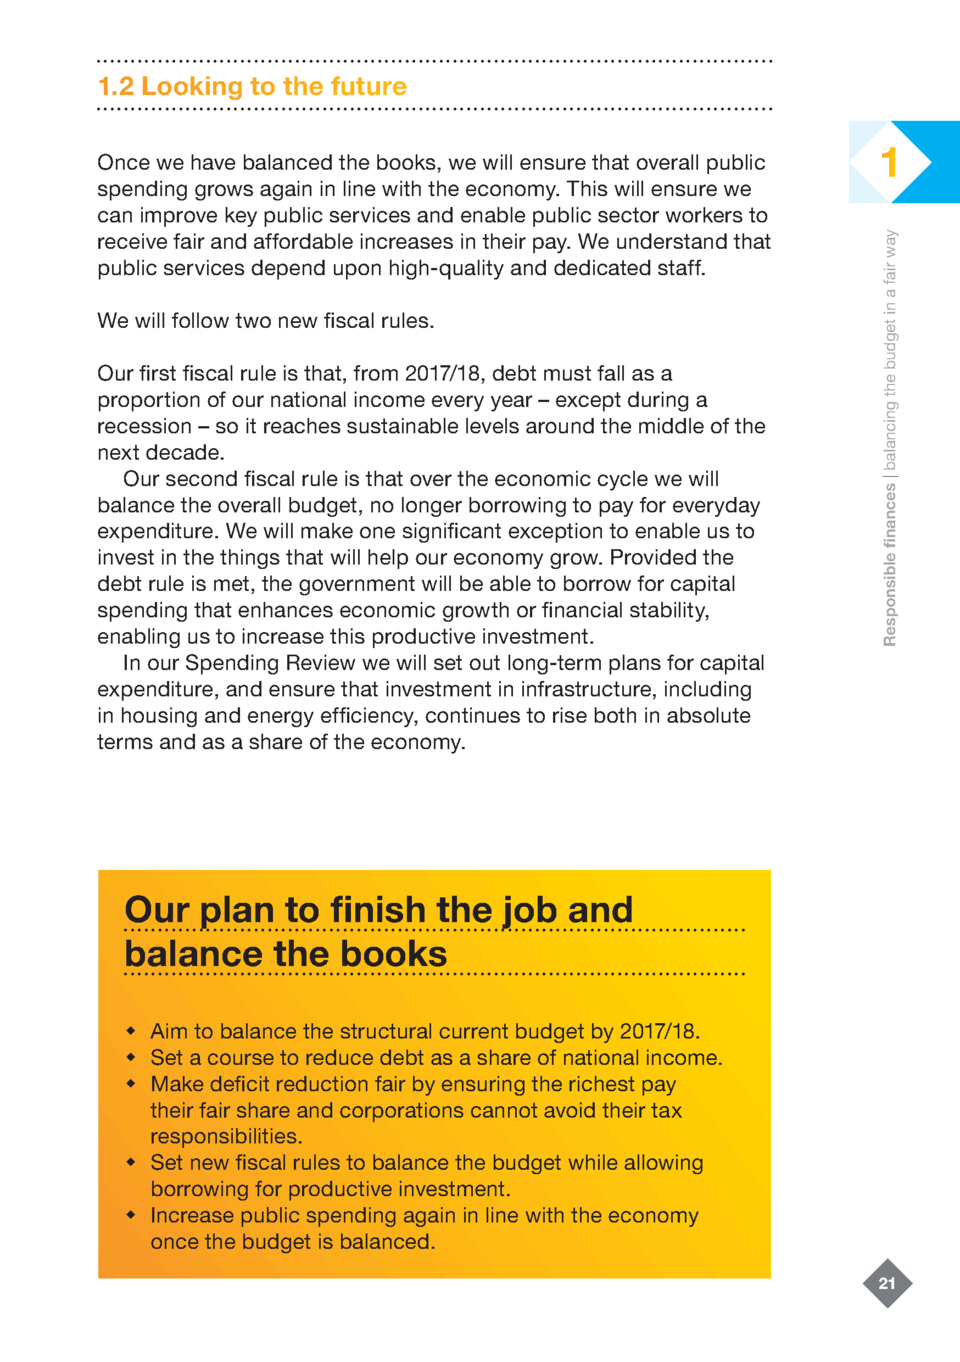 1.2 Looking to the future
Once we have balanced the books, we will ensure that overall public
spending grows again in line with the economy. This will ensure we
can improve key public services and enable public sector workers to
receive fair and affordable increases in their pay. We understand that
public services depend upon high-quality and dedicated staff.
We will follow two new fiscal rules.
Our first fiscal rule is that, from 2017/18, debt must fall as a
proportion of our national income every year – except during a
recession – so it reaches sustainable levels around the middle of the
next decade.
Our second fiscal rule is that over the economic cycle we will
balance the overall budget, no longer borrowing to pay for everyday
expenditure. We will make one significant exception to enable us to
invest in the things that will help our economy grow. Provided the
debt rule is met, the government will be able to borrow for capital
spending that enhances economic growth or financial stability,
enabling us to increase this productive investment.
In our Spending Review we will set out long-term plans for capital
expenditure, and ensure that investment in infrastructure, including
in housing and energy efficiency, continues to rise both in absolute
terms and as a share of the economy.
Our plan to finish the job and
balance the books
◆ Aim to balance the structural current budget by 2017/18.
◆ Set a course to reduce debt as a share of national income.
◆ Make deficit reduction fair by ensuring the richest pay
their fair share and corporations cannot avoid their tax
responsibilities.
◆ Set new fiscal rules to balance the budget while allowing
borrowing for productive investment.
◆ Increase public spending again in line with the economy
once the budget is balanced.
1
Responsible finances | balancing the budget in a fair way
21